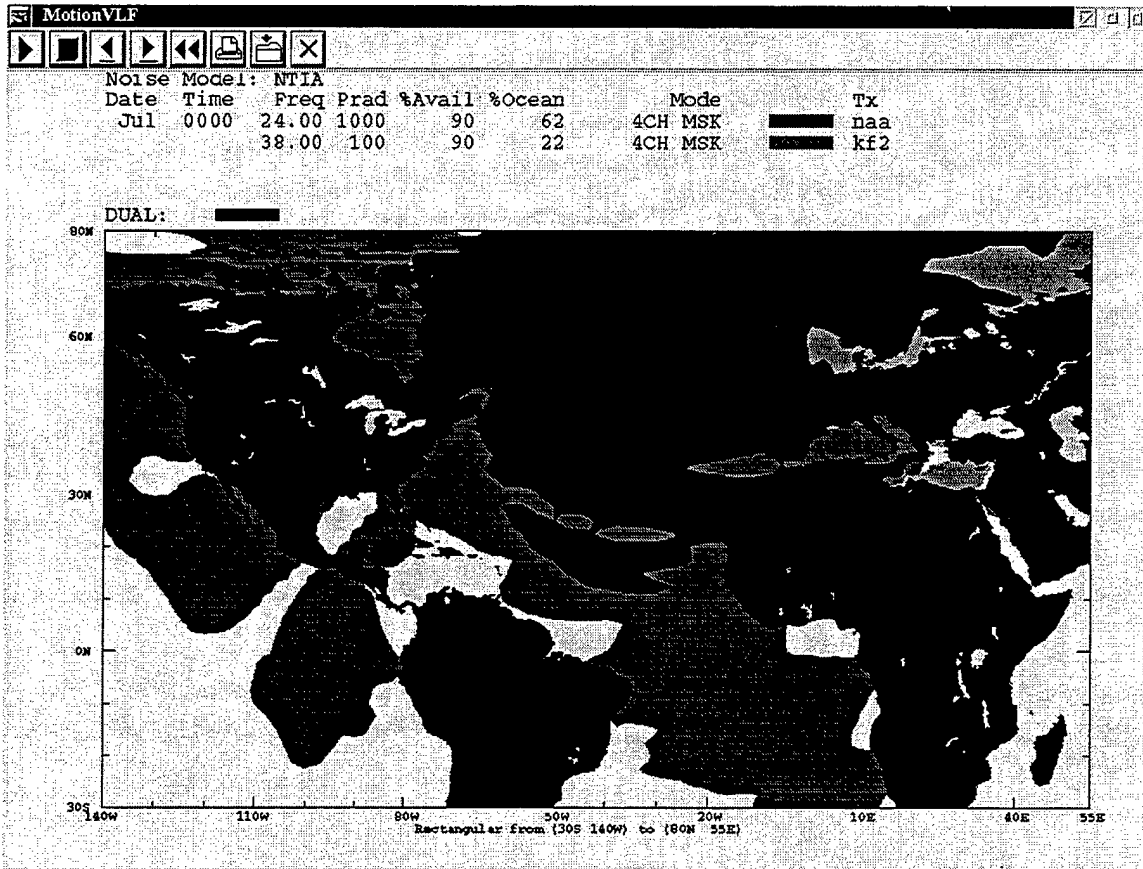 MotionVLF
Noise Model: NTIA
Date Time Freq Prad %Avail %Ocean Mode Tx
Jul 0000 24.00 1000 90 62 4CH MSK naa
38.00 100 90 22 4CH MSK kf2
DUAL:
80N
60N
30N
0N
30S
140W 110W 80W 50W 20W 10E 40E 55E
Rectangular from (30S 140W) to (80N 55E)